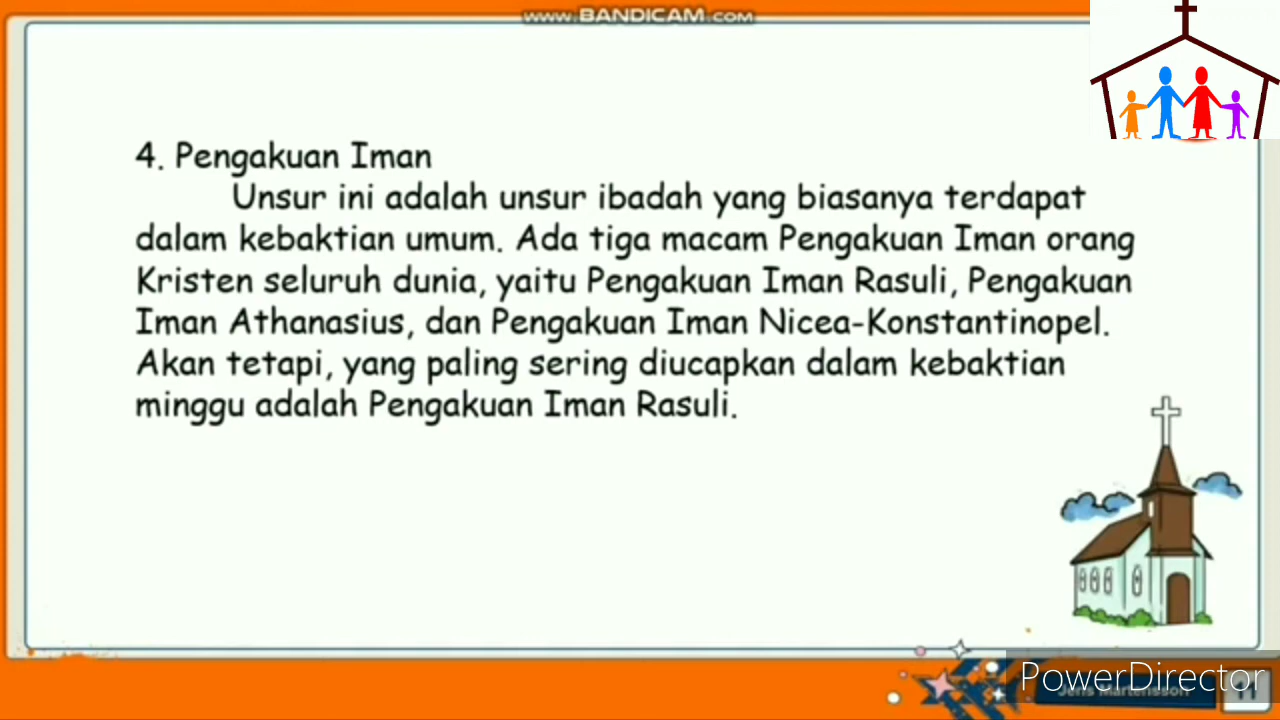 www.BANDICAM.com
4. Pengakuan Iman
Unsur ini adalah unsur ibadah yang biasanya terdapat
dalam kebaktian umum. Ada tiga macam Pengakuan Iman orang
Kristen seluruh dunia, yaitu Pengakuan Iman Rasuli, Pengakuan
Iman Athanasius, dan Pengakuan Iman Nicea-Konstantinopel.
Akan tetapi, yang paling sering diucapkan dalam kebaktian
minggu adalah Pengakuan Iman Rasuli.
PowerDirector